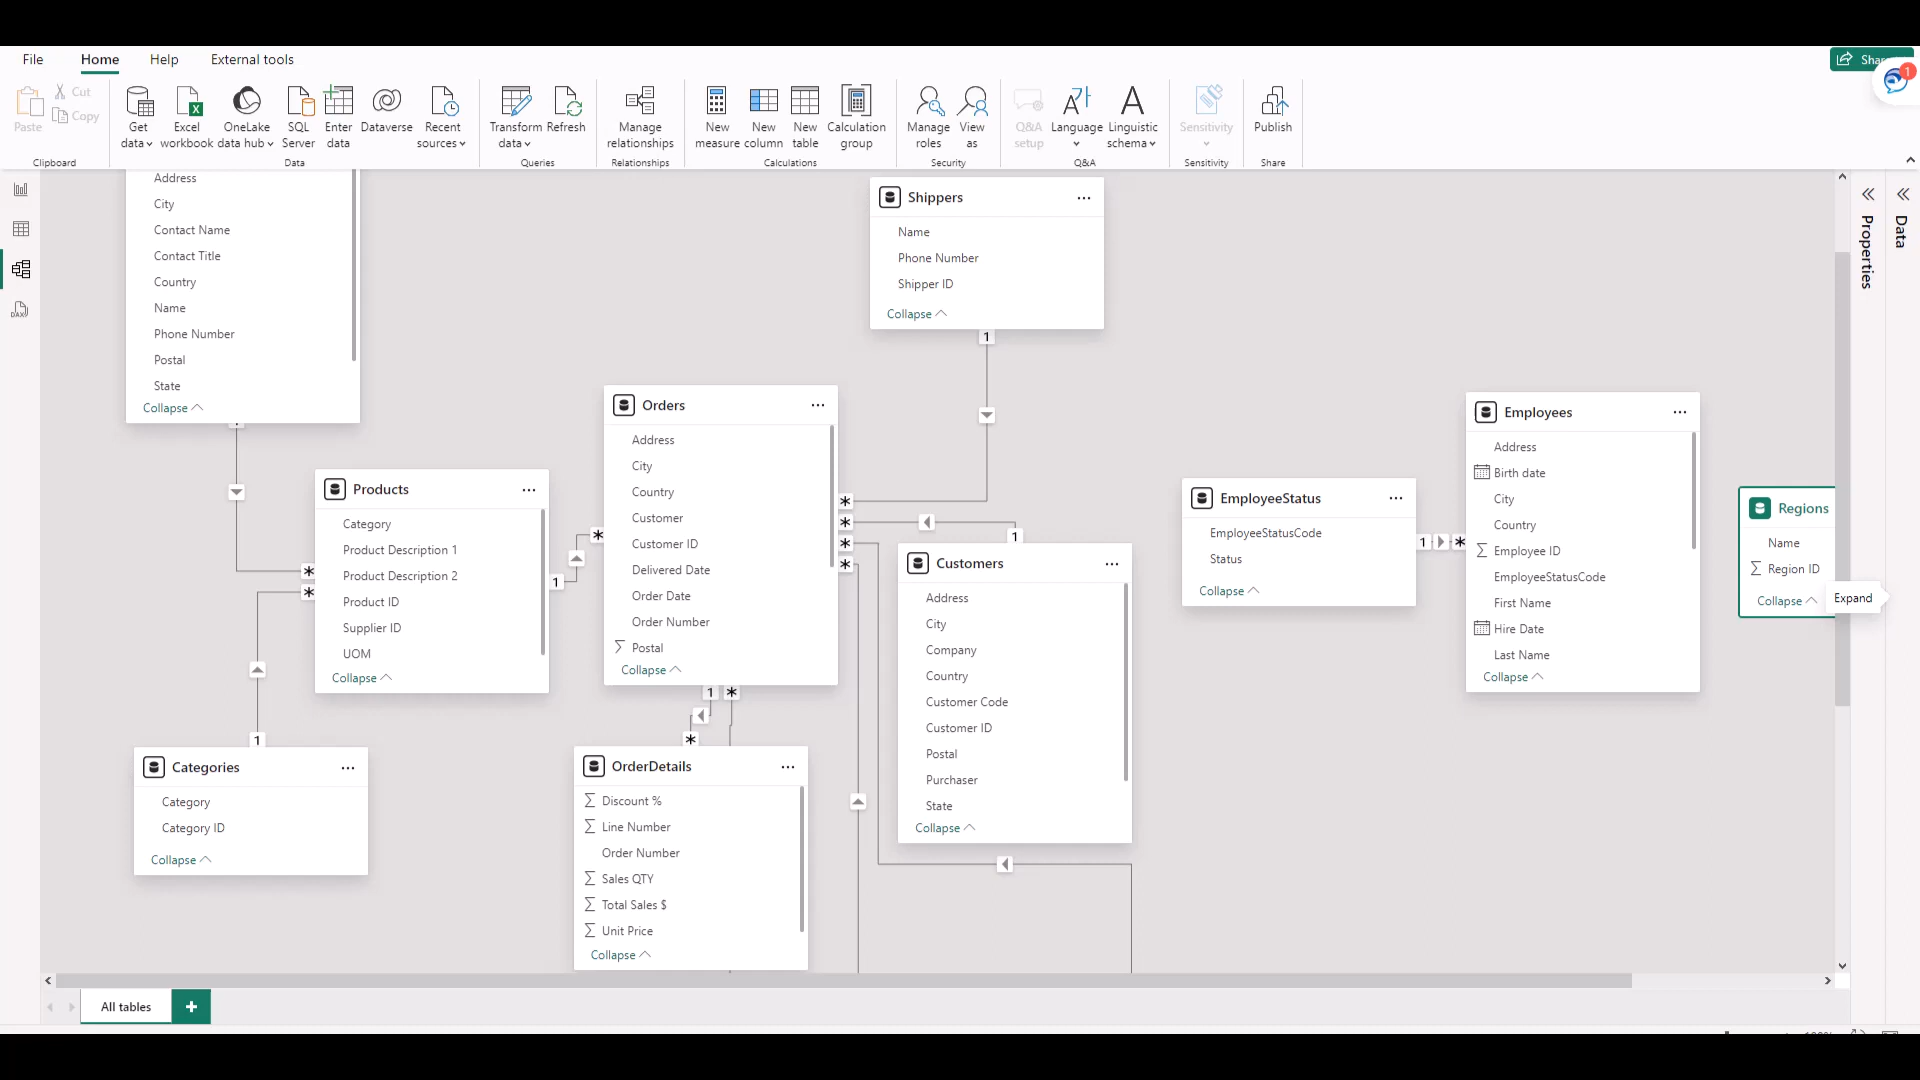 File Home Help External tools
Share
1
Paste
Cut
Copy
Clipboard
Get data
Excel workbook
OneLake data hub
SQL Server
Enter data
Dataverse
Recent sources
Data
Transform data
Refresh
Queries
Manage relationships
Relationships
New measure
New column
New table
Calculation group
Calculations
Manage roles
View as
Security
Q&A setup
Language
Linguistic schema
Q&A
Sensitivity
Sensitivity
Publish
Share
DAX
Address
City
Contact Name
Contact Title
Country
Name
Phone Number
Postal
State
Collapse
Shippers
Name
Phone Number
Shipper ID
Collapse
1
Orders
Address
City
Country
Customer
Customer ID
Delivered Date
Order Date
Order Number
Postal
Collapse
1 *
*
*
*
*
*
*
Products
Category
Product Description 1
Product Description 2
Product ID
Supplier ID
UOM
Collapse
*
*
1
1
Categories
Category
Category ID
Collapse
OrderDetails
Discount %
Line Number
Order Number
Sales QTY
Total Sales $
Unit Price
Collapse
1
Customers
Address
City
Company
Country
Customer Code
Customer ID
Postal
Purchaser
State
Collapse
EmployeeStatus
EmployeeStatusCode
Status
Collapse
1 *
Employees
Address
Birth date
City
Country
Employee ID
EmployeeStatusCode
First Name
Hire Date
Last Name
Collapse
Regions
Name
Region ID
Collapse
Expand
Properties
Data
All tables